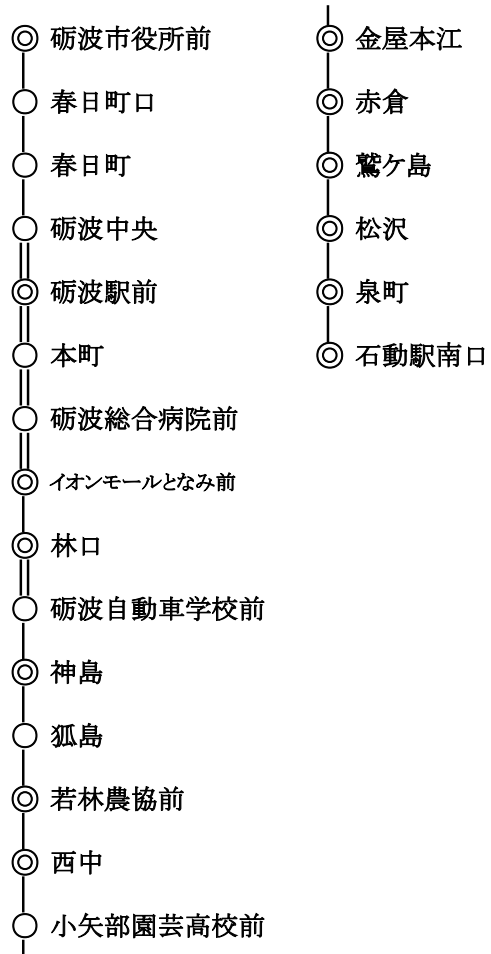 砺波市役所前
春日町口
春日町
砺波中央
砺波駅前
本町
砺波総合病院前
イオンモールとなみ前
林口
砺波自動車学校前
神島
狐島
若林農協前
西中
小矢部園芸高校前
金屋本江
赤倉
鷲ケ島
松沢
泉町
石動駅南口